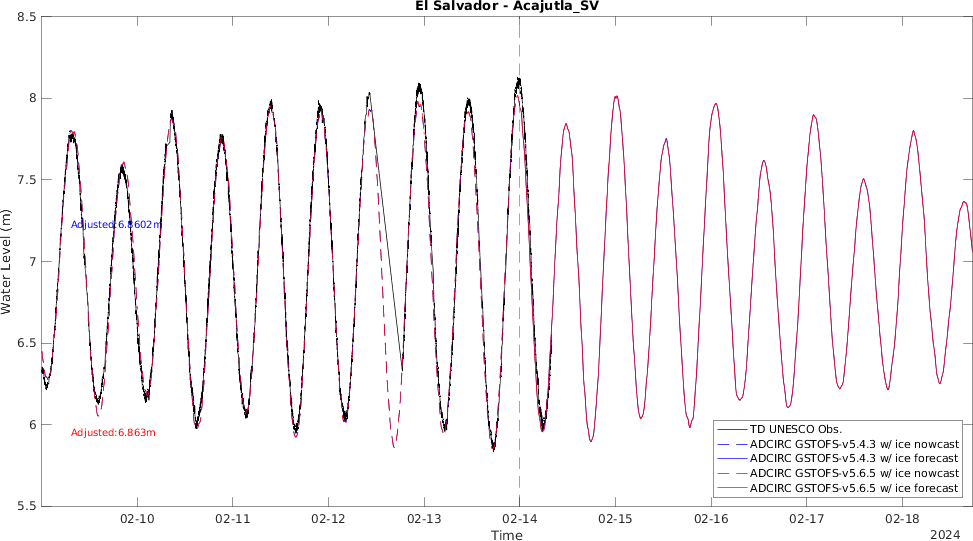 El Salvador - Acajutla_SV
8.5
8
7.5
7
6.5
6
5.5
Water Level (m)
Adjusted:6.8602m
Adjusted:6.863m
TD UNESCO Obs.
ADCIRC GSTOFS-v5.4.3 w/ ice nowcast
ADCIRC GSTOFS-v5.4.3 w/ ice forecast
ADCIRC GSTOFS-v5.6.5 w/ ice nowcast
ADCIRC GSTOFS-v5.6.5 w/ ice forecast
02-10 02-11 02-12 02-13 02-14 02-15 02-16 02-17 02-18
Time
2024